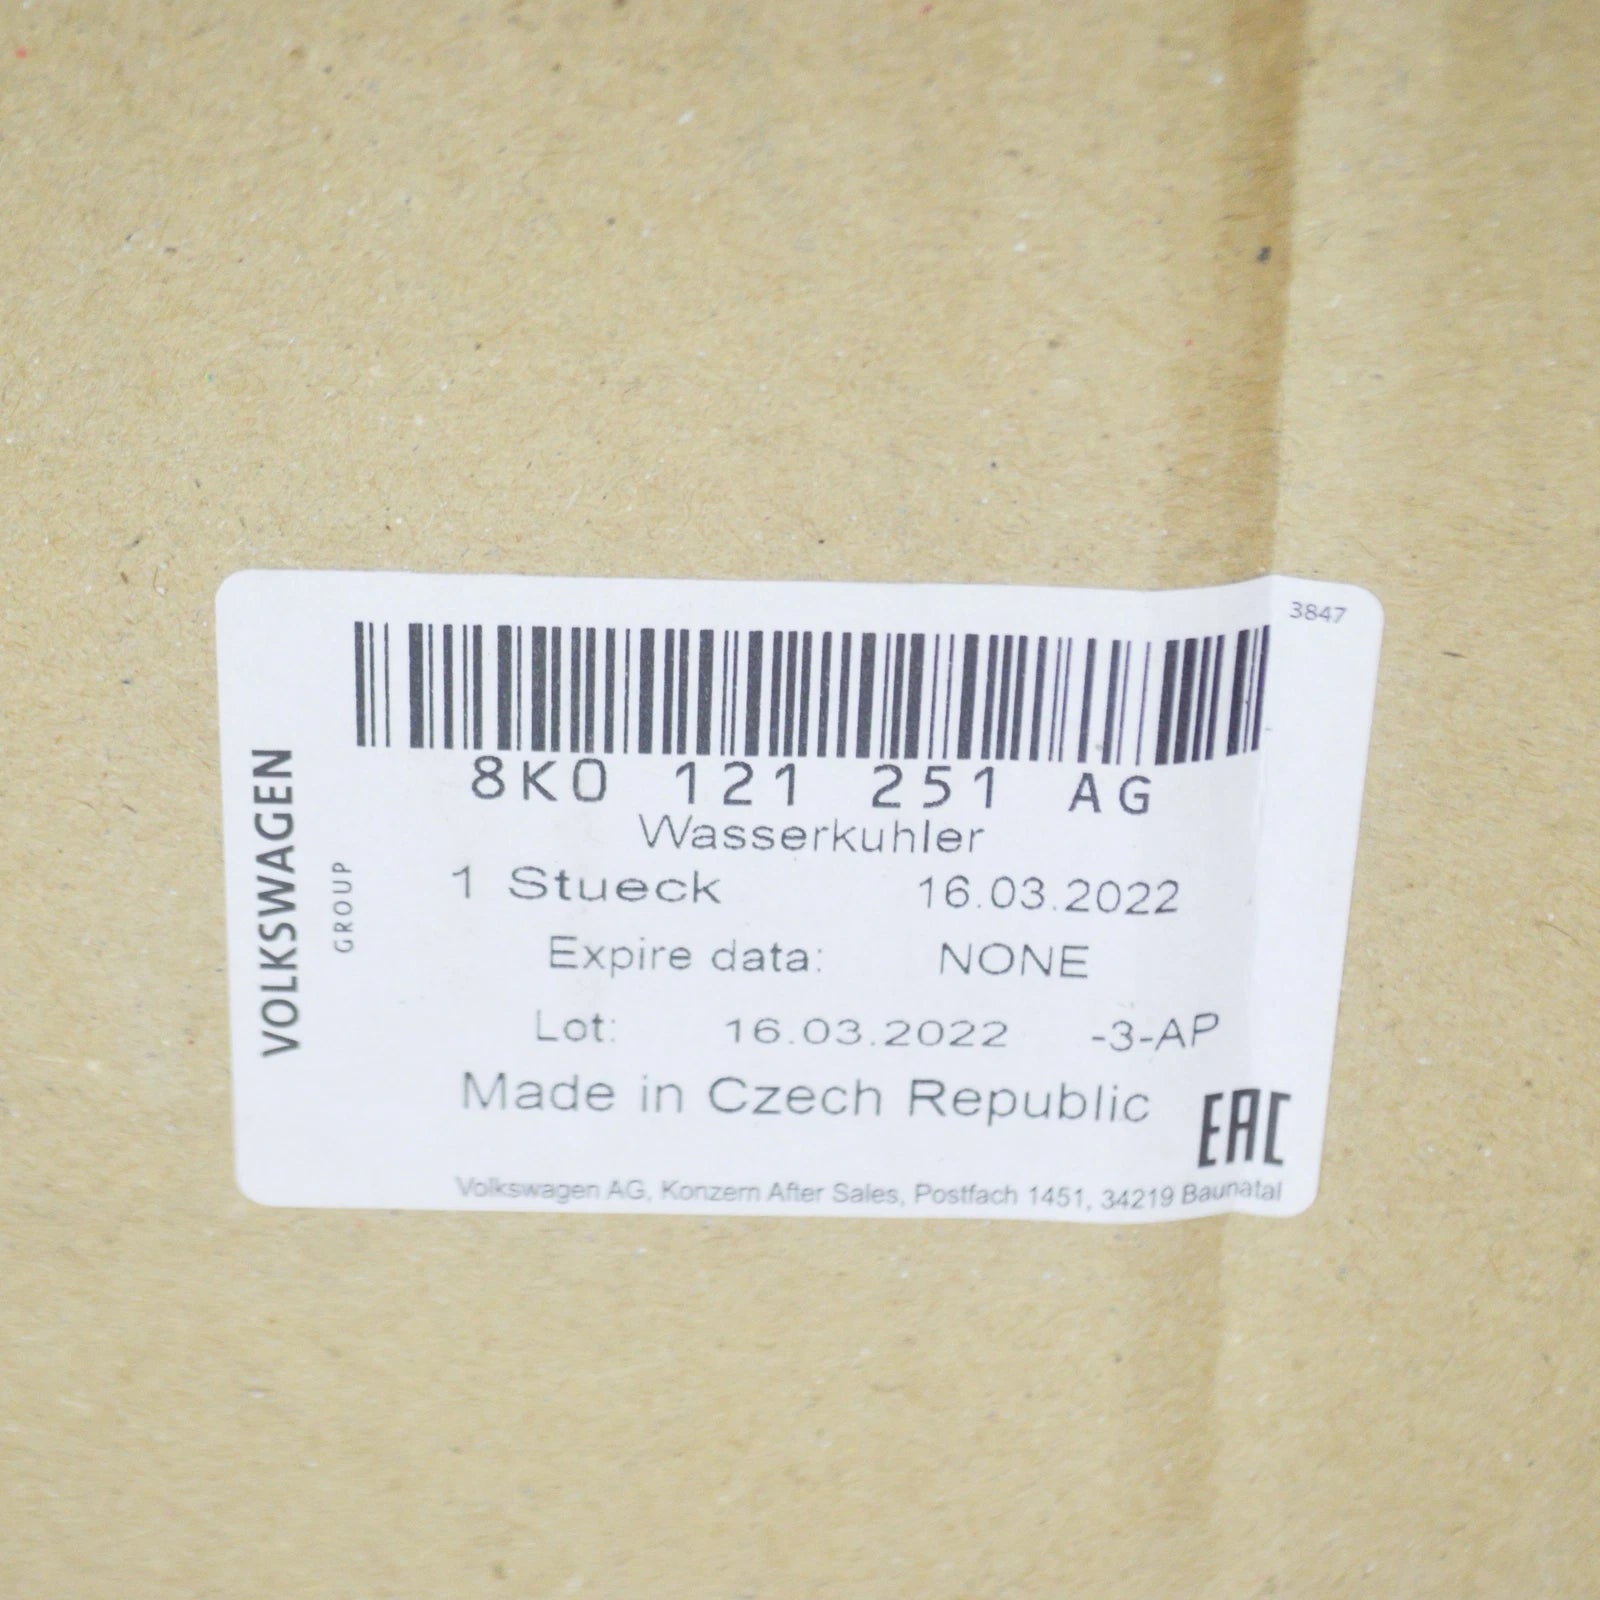 3847
8K0 121 251 AG
Wasserkuhler
1 Stueck 16.03.2022
Expire data: NONE
Lot: 16.03.2022 -3-AP
Made in Czech Republic
EAC
Volkswagen AG, Konzern After Sales, Postfach 1451, 34219 Baunatal
VOLKSWAGEN
GROUP